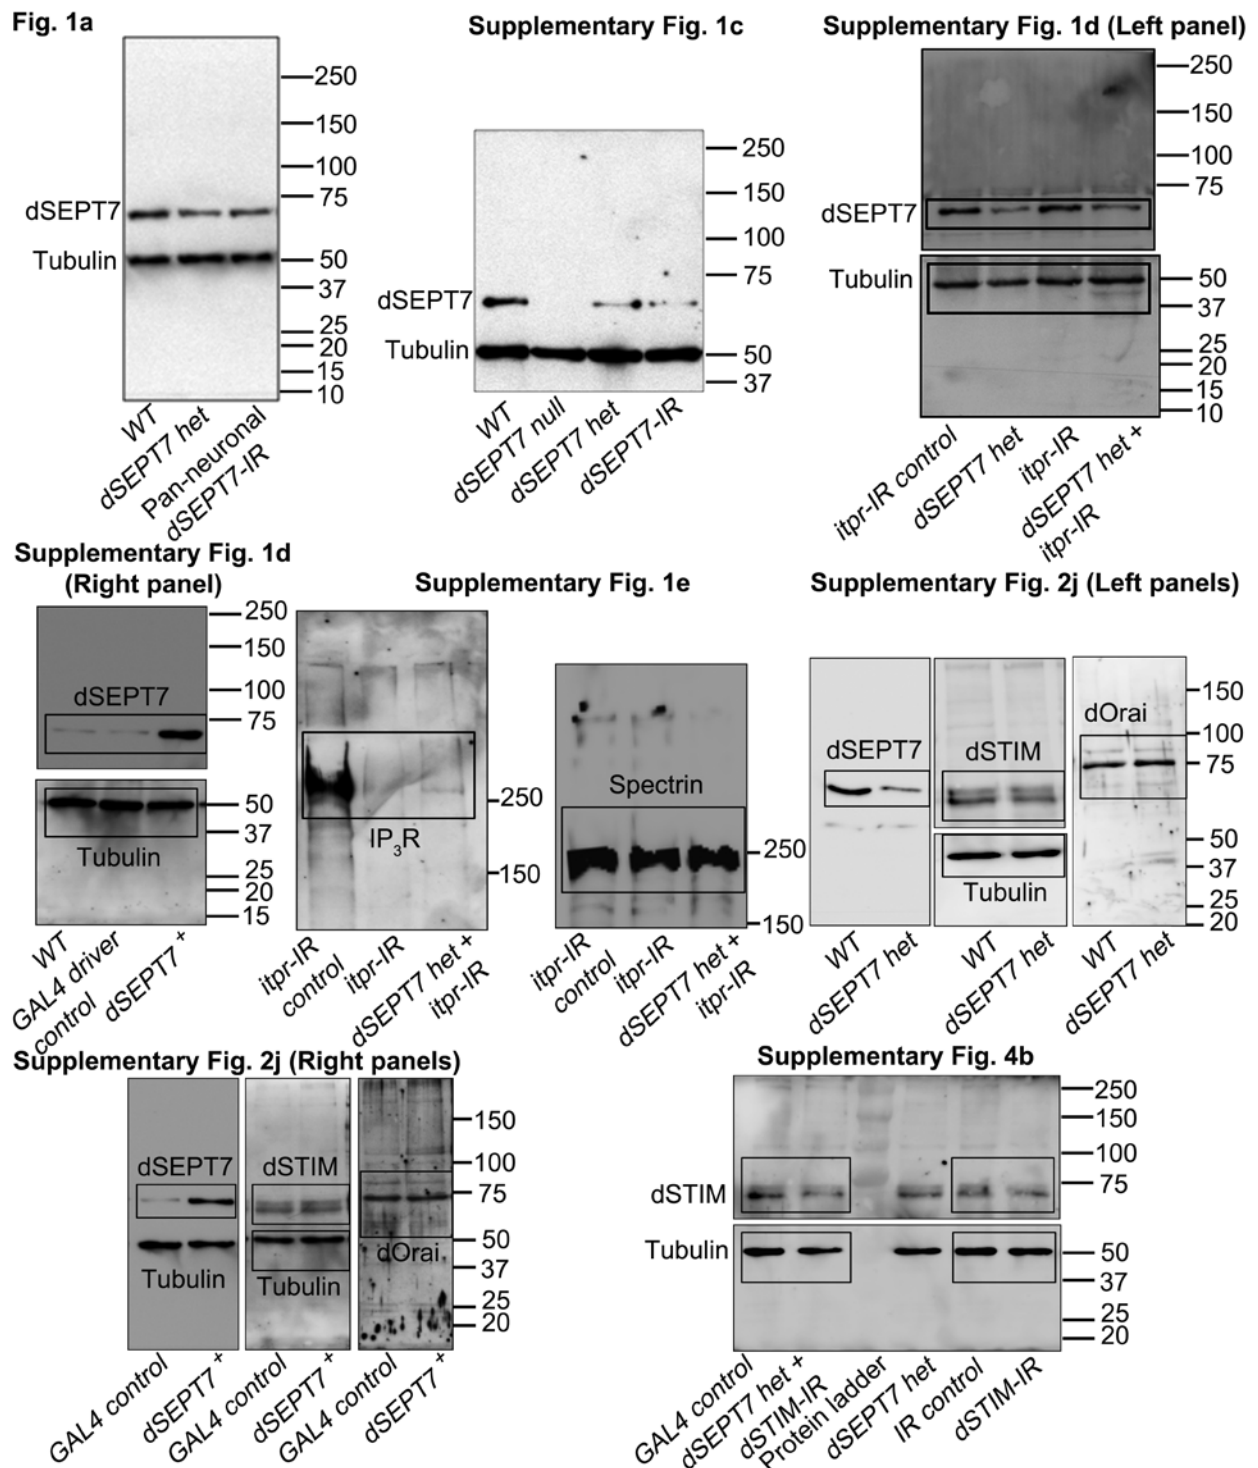 Fig. 1a
250
150
100
75
50
37
25
20
15
10
dSEPT7
Tubulin
WT
dSEPT7 het
Pan-neuronal
dSEPT7-IR
Supplementary Fig. 1c
250
150
100
75
50
37
dSEPT7
Tubulin
WT
dSEPT7 null
dSEPT7 het
dSEPT7-IR
Supplementary Fig. 1d (Left panel)
250
150
100
75
50
37
25
20
15
10
dSEPT7
Tubulin
itpr-IR control
dSEPT7 het
itpr-IR
dSEPT7 het +
itpr-IR
Supplementary Fig. 1d
(Right panel)
250
150
100
75
50
37
25
20
15
dSEPT7
Tubulin
WT
GAL4 driver
control
dSEPT7⁺
Supplementary Fig. 1e
IP₃R
250
150
itpr-IR
control
itpr-IR
dSEPT7 het +
itpr-IR
Spectrin
250
150
itpr-IR
control
itpr-IR
dSEPT7 het +
itpr-IR
Supplementary Fig. 2j (Left panels)
dSEPT7
dSTIM
Tubulin
dOrai
150
100
75
50
37
25
20
WT
dSEPT7 het
WT
dSEPT7 het
WT
dSEPT7 het
Supplementary Fig. 2j (Right panels)
dSEPT7
Tubulin
dSTIM
Tubulin
dOrai
150
100
75
50
37
25
20
GAL4 control
dSEPT7⁺
GAL4 control
dSEPT7⁺
GAL4 control
dSEPT7⁺
Supplementary Fig. 4b
250
150
100
75
50
37
25
20
dSTIM
Tubulin
GAL4 control
dSEPT7 het +
dSTIM-IR
Protein ladder
dSEPT7 het
IR control
dSTIM-IR